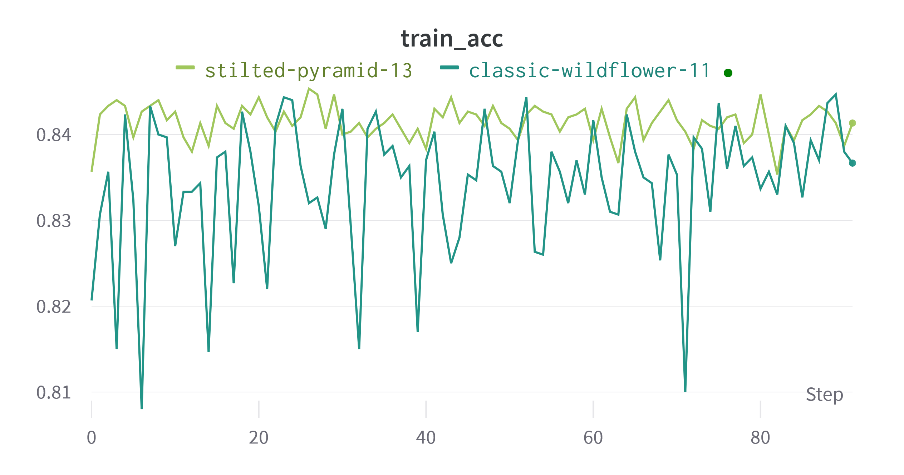 train_acc
stilted-pyramid-13 classic-wildflower-11
0.84
0.83
0.82
0.81
Step
0 20 40 60 80